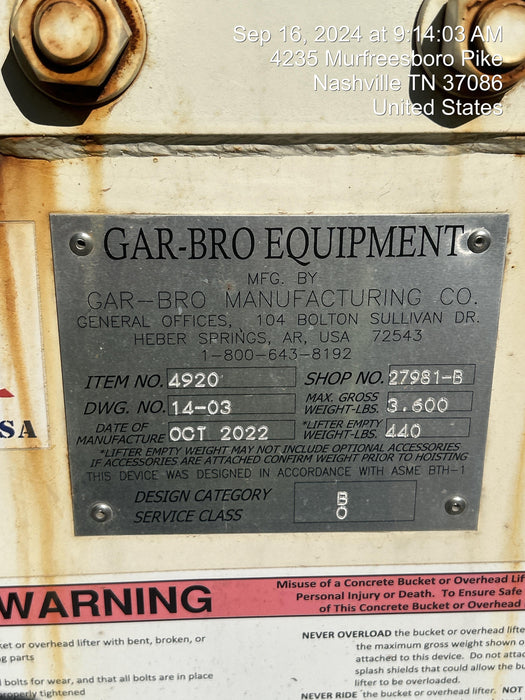 Sep 16, 2024 at 9:14:03 AM
4235 Murfreesboro Pike
Nashville TN 37086
United States
GAR-BRO EQUIPMENT
MFG. BY
GAR-BRO MANUFACTURING CO.
GENERAL OFFICES, 104 BOLTON SULLIVAN DR.
HEBER SPRINGS, AR, USA 72543
1-800-643-8192
ITEM NO. 4920 SHOP NO. 27981-B
DWG. NO. 14-03 MAX. GROSS WEIGHT-LBS. 3.600
DATE OF MANUFACTURE OCT 2022 *LIFTER EMPTY WEIGHT-LBS. 440
*LIFTER EMPTY WEIGHT MAY NOT INCLUDE OPTIONAL ACCESSORIES
IF ACCESSORIES ARE ATTACHED CONFIRM WEIGHT PRIOR TO HOISTING
THIS DEVICE WAS DESIGNED IN ACCORDANCE WITH ASME BTH-1
DESIGN CATEGORY B
SERVICE CLASS 0
SA
WARNING
Misuse of a Concrete Bucket or Overhead Lif
Personal Injury or Death. To Ensure Safe
of This Concrete Bucket or Overhead
ket or overhead lifter with bent, broken, or
g parts
l bolts for wear, and that all bolts are in place
properly tightened
NEVER OVERLOAD the bucket or overhead lifte
the maximum gross weight shown o
attached to this device. Do not attac
splash shields that could allow the bu
lifter to be overloaded.
NEVER RIDE the bucket or overhead lifter. NOT